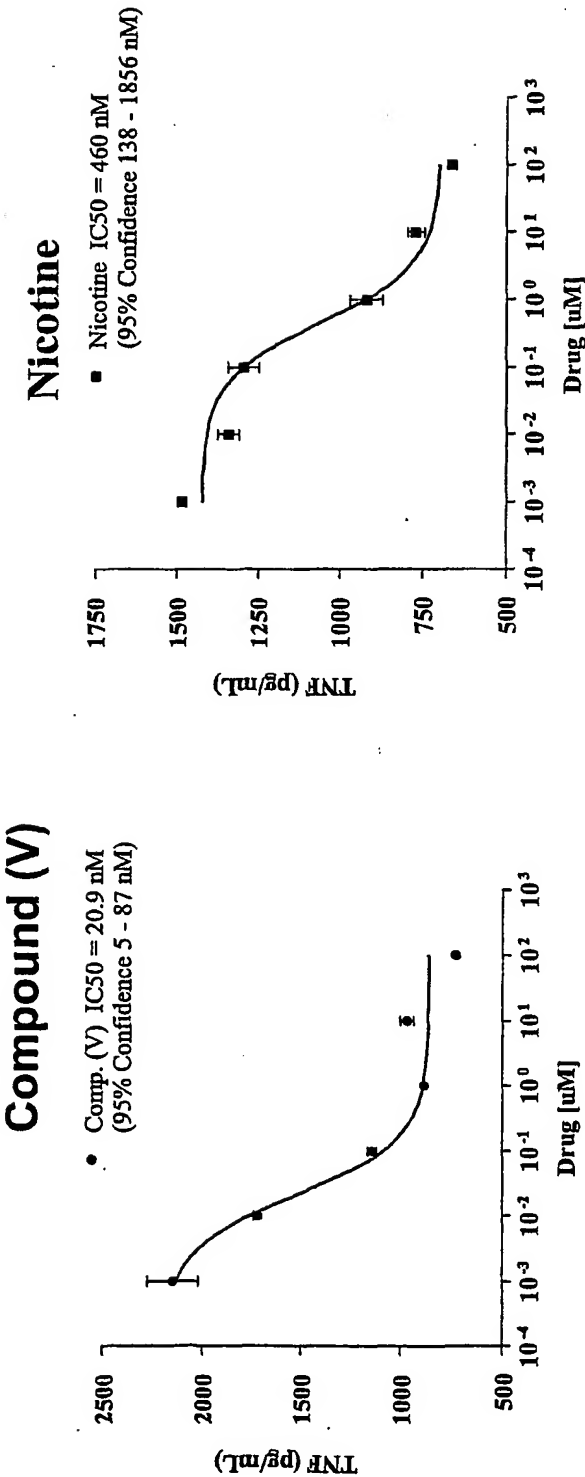 Compound (V)
● Comp. (V) IC50 = 20.9 nM
(95% Confidence 5 - 87 nM)
2500
2000
1500
1000
500
TNF (pg/mL)
10-4 10-3 10-2 10-1 100 101 102 103
Drug [uM]
Nicotine
■ Nicotine IC50 = 460 nM
(95% Confidence 138 - 1856 nM)
1750
1500
1250
1000
750
500
TNF (pg/mL)
10-4 10-3 10-2 10-1 100 101 102 103
Drug [uM]